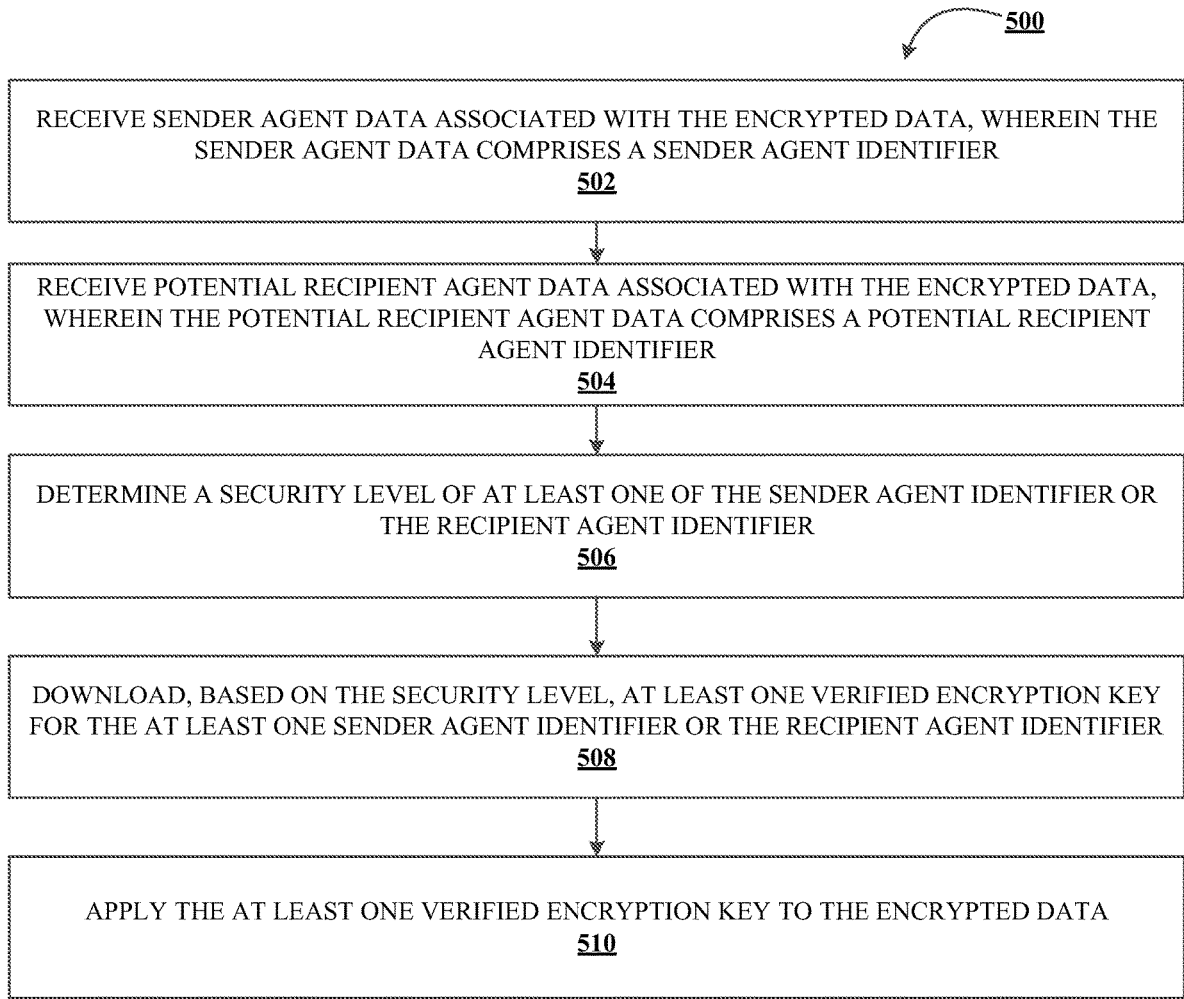 500
RECEIVE SENDER AGENT DATA ASSOCIATED WITH THE ENCRYPTED DATA, WHEREIN THE
SENDER AGENT DATA COMPRISES A SENDER AGENT IDENTIFIER
502
RECEIVE POTENTIAL RECIPIENT AGENT DATA ASSOCIATED WITH THE ENCRYPTED DATA,
WHEREIN THE POTENTIAL RECIPIENT AGENT DATA COMPRISES A POTENTIAL RECIPIENT
AGENT IDENTIFIER
504
DETERMINE A SECURITY LEVEL OF AT LEAST ONE OF THE SENDER AGENT IDENTIFIER OR
THE RECIPIENT AGENT IDENTIFIER
506
DOWNLOAD, BASED ON THE SECURITY LEVEL, AT LEAST ONE VERIFIED ENCRYPTION KEY
FOR THE AT LEAST ONE SENDER AGENT IDENTIFIER OR THE RECIPIENT AGENT IDENTIFIER
508
APPLY THE AT LEAST ONE VERIFIED ENCRYPTION KEY TO THE ENCRYPTED DATA
510